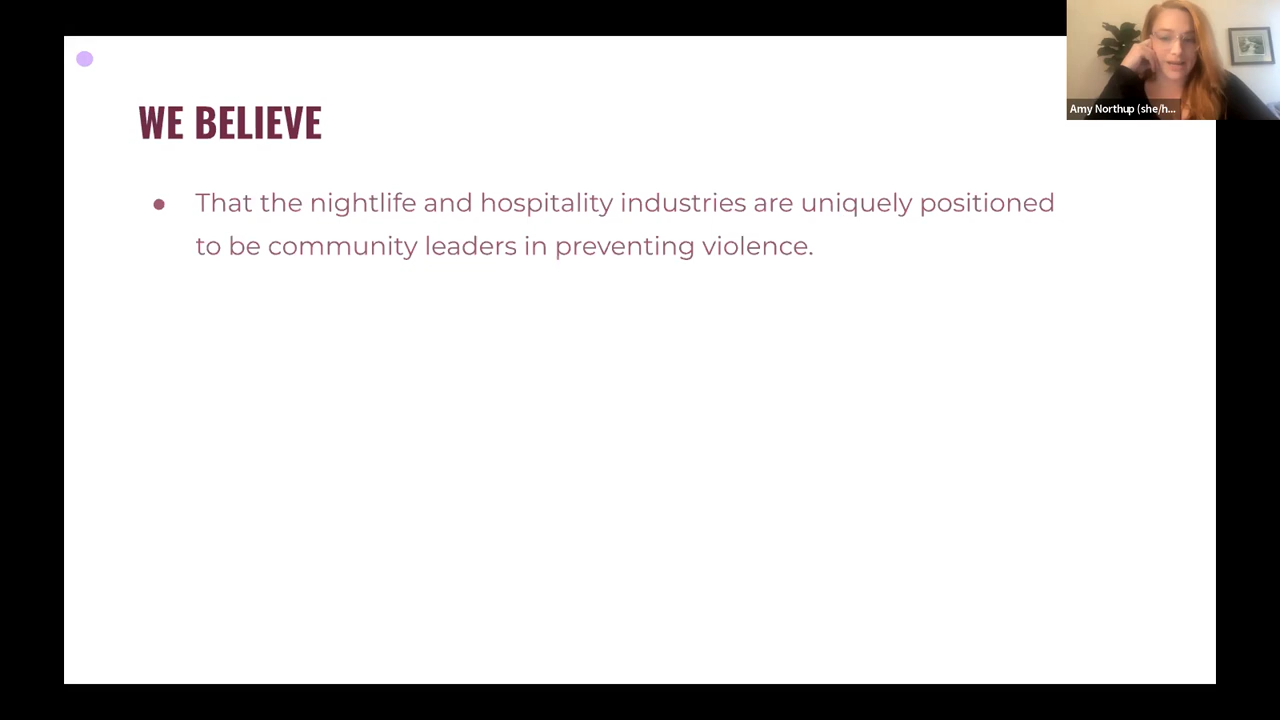 WE BELIEVE
● That the nightlife and hospitality industries are uniquely positioned
to be community leaders in preventing violence.
Amy Northup (she/h...